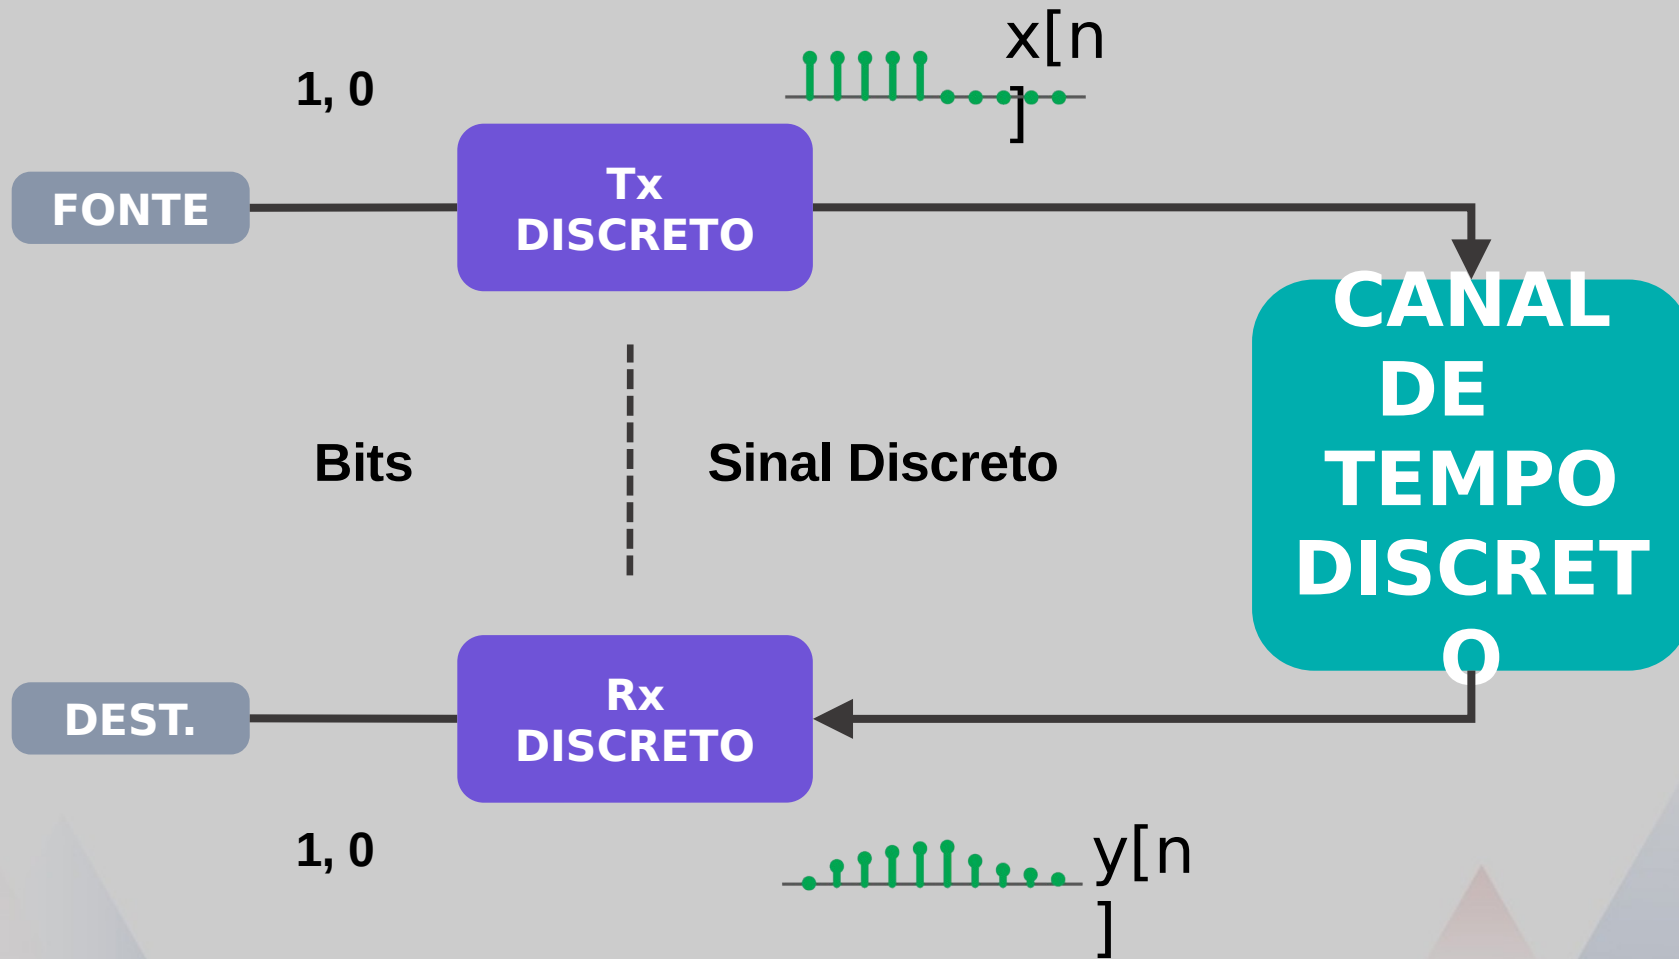 x[n
]
1, 0
FONTE
Tx
DISCRETO
CANAL
DE
TEMPO
DISCRET
O
Bits
Sinal Discreto
DEST.
Rx
DISCRETO
1, 0
y[n
]